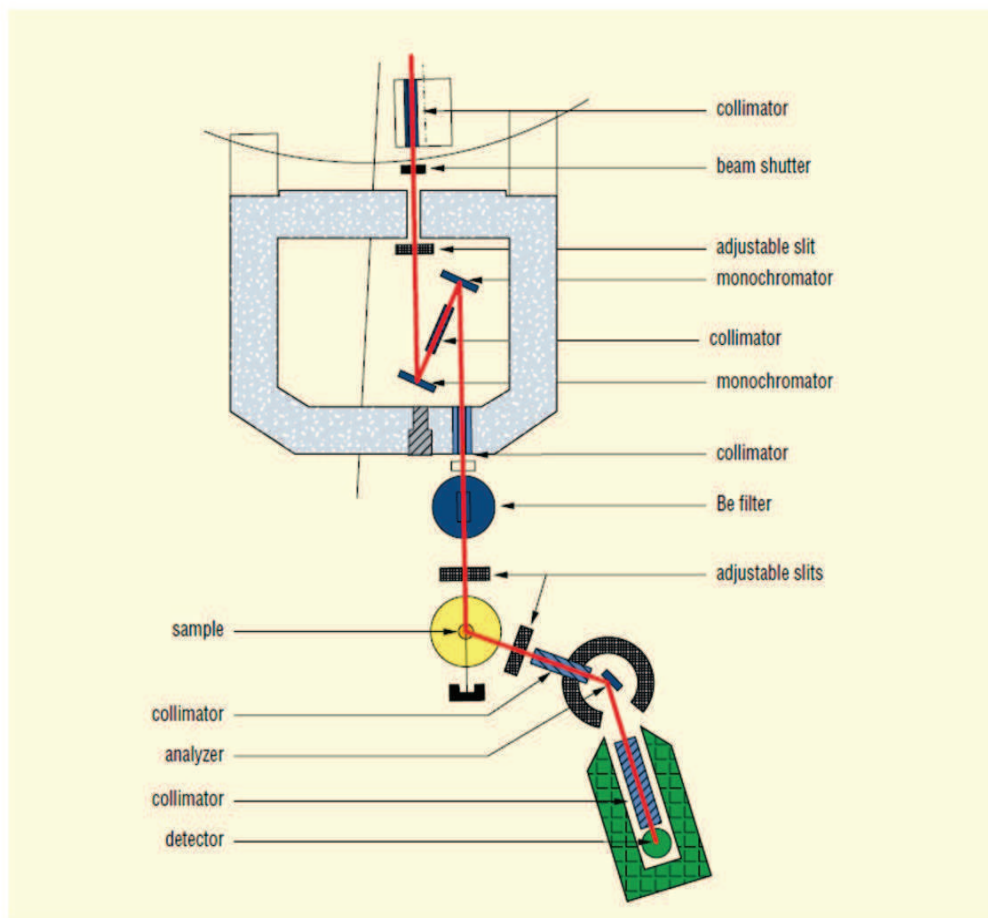 collimator
beam shutter
adjustable slit
monochromator
collimator
monochromator
collimator
Be filter
adjustable slits
sample
collimator
analyzer
collimator
detector